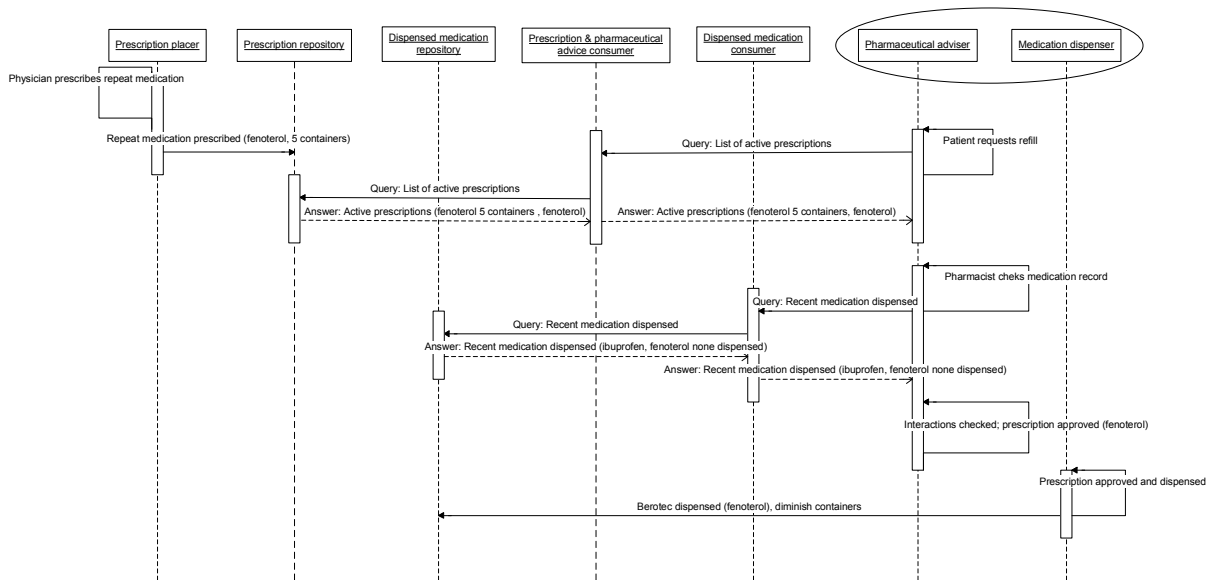 Prescription placer
Prescription repository
Dispensed medication
repository
Prescription & pharmaceutical
advice consumer
Dispensed medication
consumer
Pharmaceutical adviser
Medication dispenser
Physician prescribes repeat medication
Repeat medication prescribed (fenoterol, 5 containers)
Patient requests refill
Query: List of active prescriptions
Query: List of active prescriptions
Answer: Active prescriptions (fenoterol 5 containers , fenoterol)
Answer: Active prescriptions (fenoterol 5 containers, fenoterol)
Pharmacist cheks medication record
Query: Recent medication dispensed
Query: Recent medication dispensed
Answer: Recent medication dispensed (ibuprofen, fenoterol none dispensed)
Answer: Recent medication dispensed (ibuprofen, fenoterol none dispensed)
Interactions checked; prescription approved (fenoterol)
Prescription approved and dispensed
Berotec dispensed (fenoterol), diminish containers